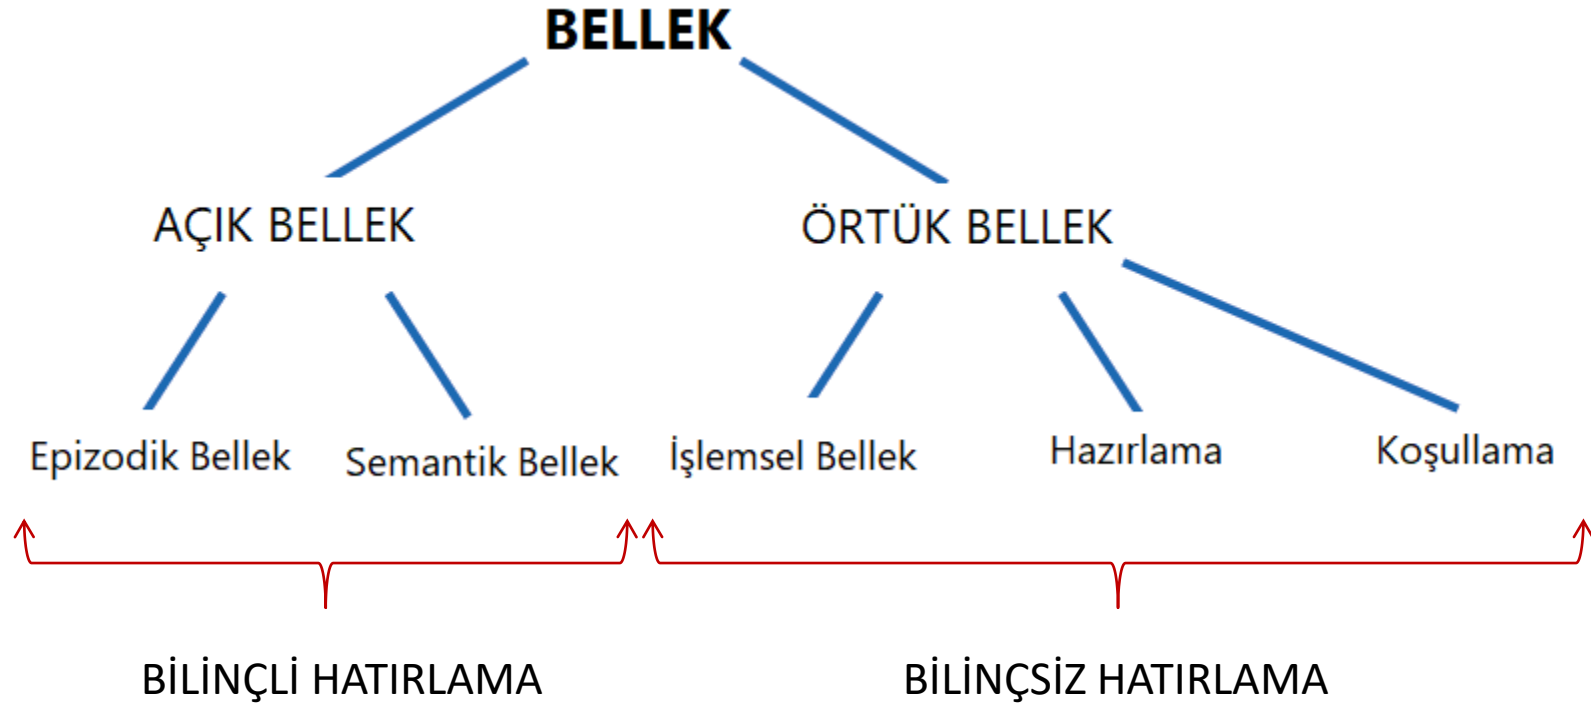 BELLEK
AÇIK BELLEK
ÖRTÜK BELLEK
Epizodik Bellek
Semantik Bellek
İşlemsel Bellek
Hazırlama
Koşullama
BİLİNÇLİ HATIRLAMA
BİLİNÇSİZ HATIRLAMA